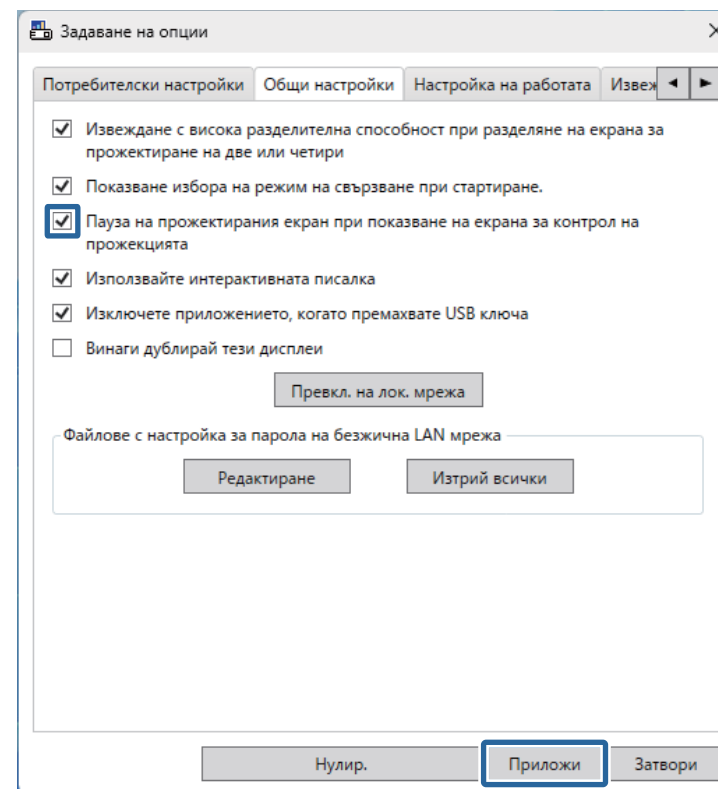 Задаване на опции
Потребителски настройки Общи настройки Настройка на работата Извеж
Извеждане с висока разделителна способност при разделяне на екрана за
прожектиране на две или четири
Показване избора на режим на свързване при стартиране.
Пауза на прожектирания екран при показване на екрана за контрол на
прожекцията
Използвайте интерактивната писалка
Изключете приложението, когато премахвате USB ключа
Винаги дублирай тези дисплеи
Превкл. на лок. мрежа
Файлове с настройка за парола на безжична LAN мрежа
Редактиране Изтрий всички
Нулир. Приложи Затвори